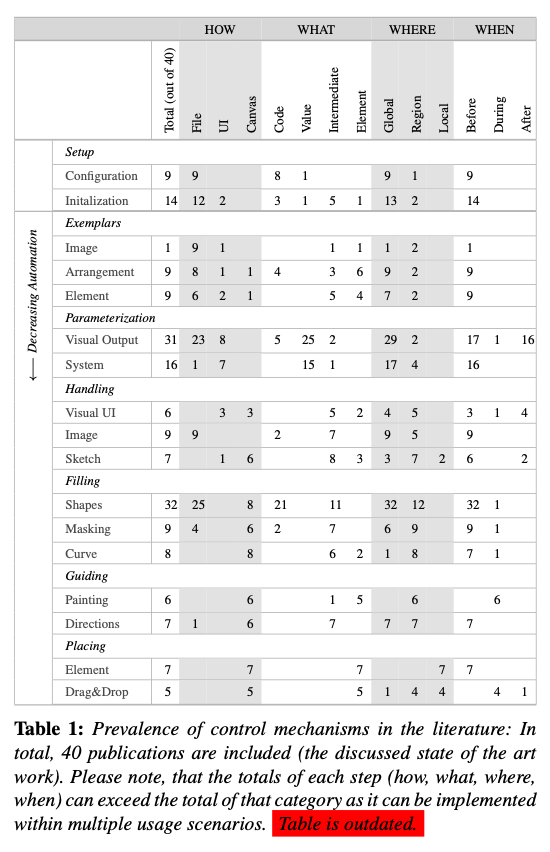 HOW WHAT WHERE WHEN
Total (out of 40) File UI Canvas Code Value Intermediate Element Global Region Local Before During After
Setup
Configuration 9 9 8 1 9 1 9
Initalization 14 12 2 3 1 5 1 13 2 14
← Decreasing Automation
Exemplars
Image 1 9 1 1 1 1 2 1
Arrangement 9 8 1 1 4 3 6 9 2 9
Element 9 6 2 1 5 4 7 2 9
Parameterization
Visual Output 31 23 8 5 25 2 29 2 17 1 16
System 16 1 7 15 1 17 4 16
Handling
Visual UI 6 3 3 5 2 4 5 3 1 4
Image 9 9 2 7 9 5 9
Sketch 7 1 6 8 3 3 7 2 6 2
Filling
Shapes 32 25 8 21 11 32 12 32 1
Masking 9 4 6 2 7 6 9 9 1
Curve 8 8 6 2 1 8 7 1
Guiding
Painting 6 6 1 5 6 6
Directions 7 1 6 7 7 7 7
Placing
Element 7 7 7 7 7
Drag&Drop 5 5 5 1 4 4 4 1
Table 1: Prevalence of control mechanisms in the literature: In
total, 40 publications are included (the discussed state of the art
work). Please note, that the totals of each step (how, what, where,
when) can exceed the total of that category as it can be implemented
within multiple usage scenarios. Table is outdated.